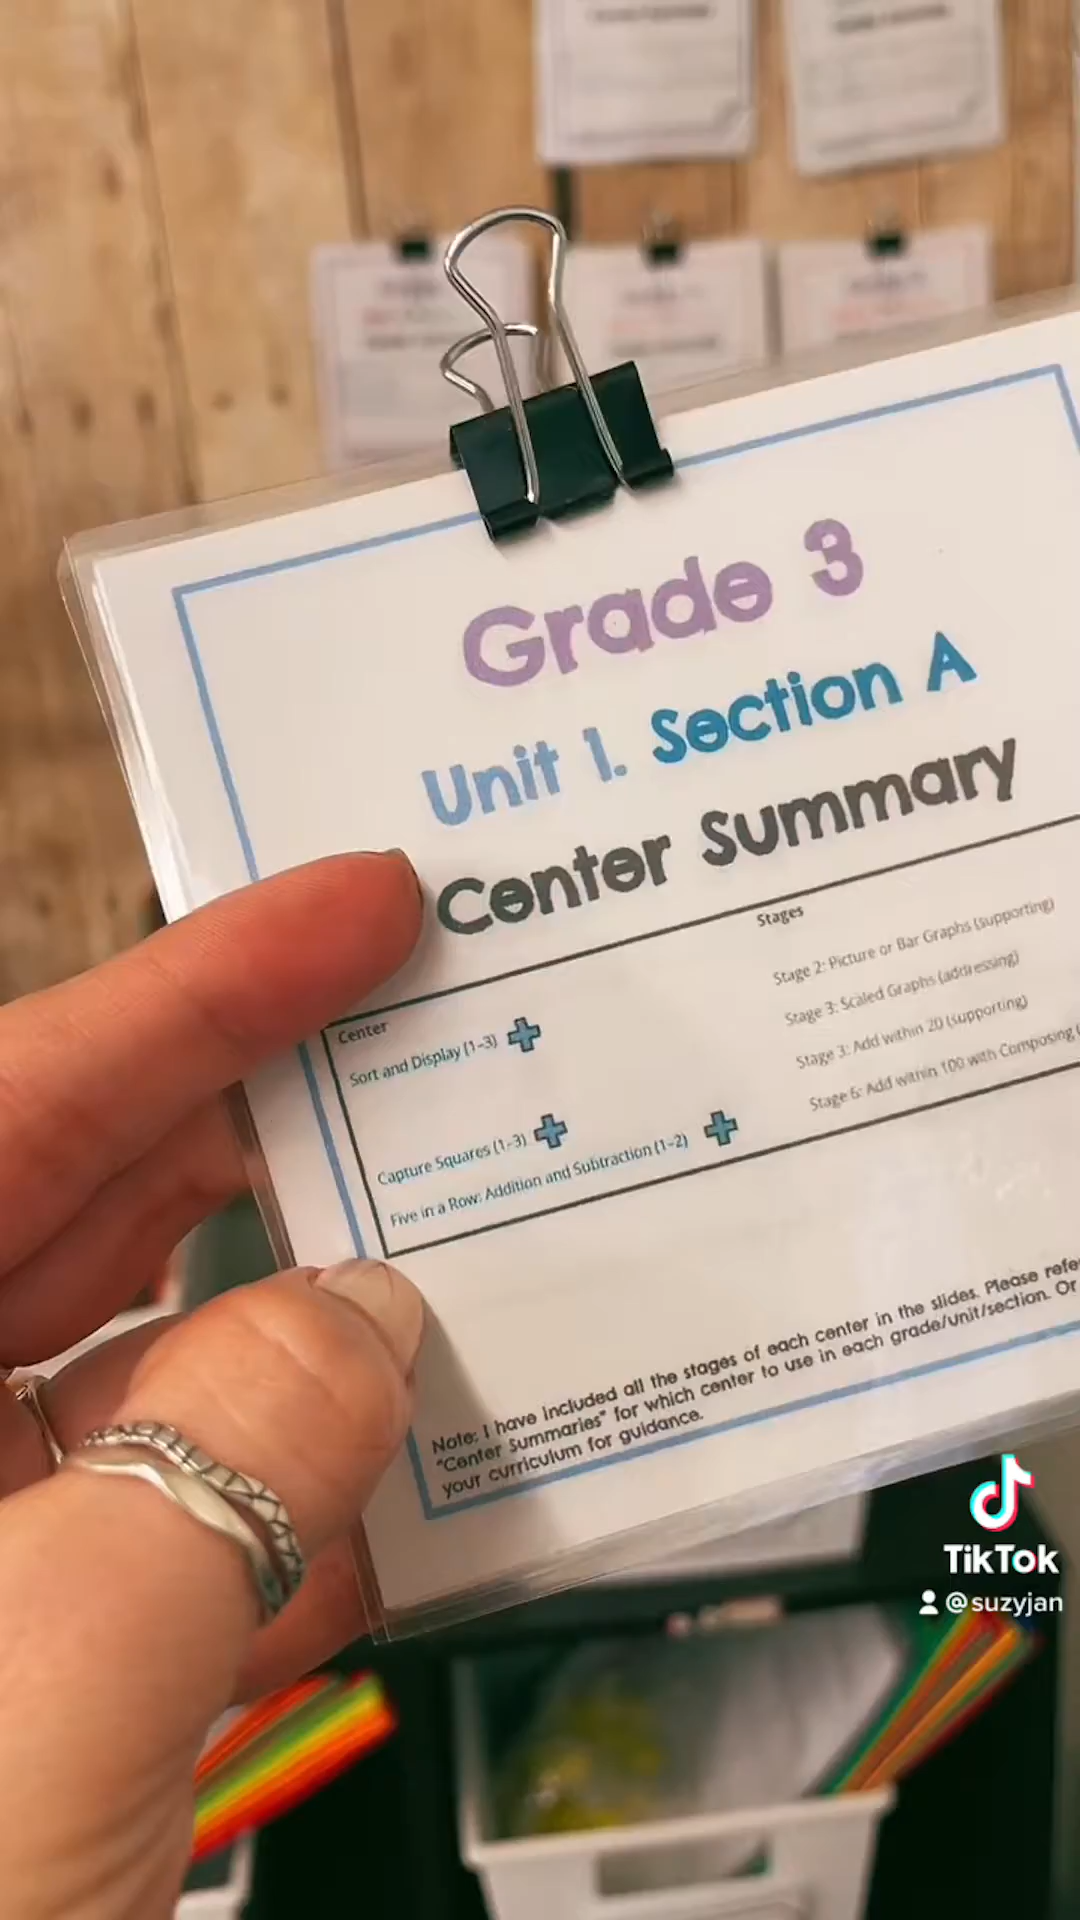 Grade 3
Unit 1. Section A
Center Summary
Center
Stages
Sort and Display (1-3)
Stage 2: Picture or Bar Graphs (supporting)
Stage 3: Scaled Graphs (addressing)
Capture Squares (1-3)
Stage 3: Add within 20 (supporting)
Five in a Row: Addition and Subtraction (1-2)
Stage 6: Add within 100 with Composing
Note: I have included all the stages of each center in the slides. Please
"Center Summaries" for which center to use in each grade/unit/section. Or
your curriculum for guidance.
TikTok
@suzyjan